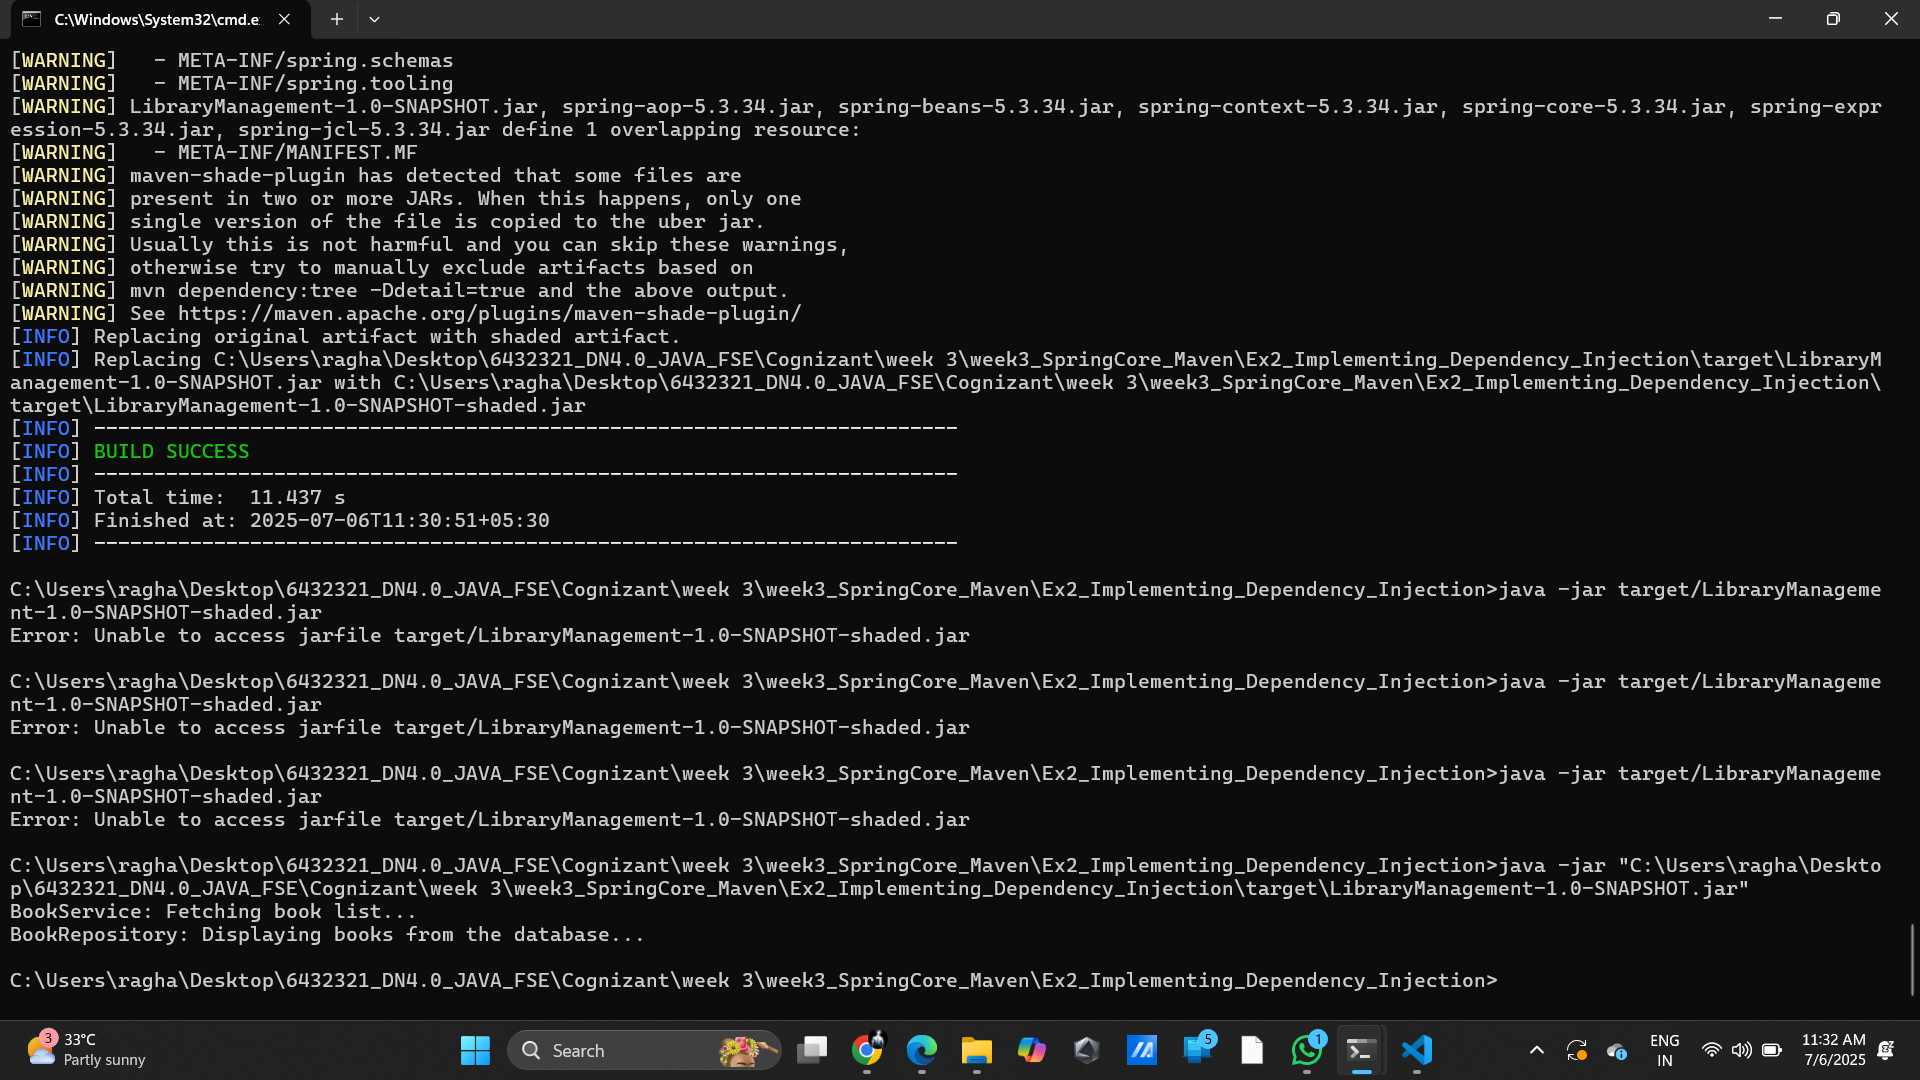 C:\Windows\System32\cmd.e
[WARNING]   - META-INF/spring.schemas
[WARNING]   - META-INF/spring.tooling
[WARNING] LibraryManagement-1.0-SNAPSHOT.jar, spring-aop-5.3.34.jar, spring-beans-5.3.34.jar, spring-context-5.3.34.jar, spring-core-5.3.34.jar, spring-expr
ession-5.3.34.jar, spring-jcl-5.3.34.jar define 1 overlapping resource:
[WARNING]   - META-INF/MANIFEST.MF
[WARNING] maven-shade-plugin has detected that some files are
[WARNING] present in two or more JARs. When this happens, only one
[WARNING] single version of the file is copied to the uber jar.
[WARNING] Usually this is not harmful and you can skip these warnings,
[WARNING] otherwise try to manually exclude artifacts based on
[WARNING] mvn dependency:tree -Ddetail=true and the above output.
[WARNING] See https://maven.apache.org/plugins/maven-shade-plugin/
[INFO] Replacing original artifact with shaded artifact.
[INFO] Replacing C:\Users\ragha\Desktop\6432321_DN4.0_JAVA_FSE\Cognizant\week 3\week3_SpringCore_Maven\Ex2_Implementing_Dependency_Injection\target\LibraryM
anagement-1.0-SNAPSHOT.jar with C:\Users\ragha\Desktop\6432321_DN4.0_JAVA_FSE\Cognizant\week 3\week3_SpringCore_Maven\Ex2_Implementing_Dependency_Injection\
target\LibraryManagement-1.0-SNAPSHOT-shaded.jar
[INFO] ------------------------------------------------------------------------
[INFO] BUILD SUCCESS
[INFO] ------------------------------------------------------------------------
[INFO] Total time:  11.437 s
[INFO] Finished at: 2025-07-06T11:30:51+05:30
[INFO] ------------------------------------------------------------------------
C:\Users\ragha\Desktop\6432321_DN4.0_JAVA_FSE\Cognizant\week 3\week3_SpringCore_Maven\Ex2_Implementing_Dependency_Injection>java -jar target/LibraryManageme
nt-1.0-SNAPSHOT-shaded.jar
Error: Unable to access jarfile target/LibraryManagement-1.0-SNAPSHOT-shaded.jar
C:\Users\ragha\Desktop\6432321_DN4.0_JAVA_FSE\Cognizant\week 3\week3_SpringCore_Maven\Ex2_Implementing_Dependency_Injection>java -jar target/LibraryManageme
nt-1.0-SNAPSHOT-shaded.jar
Error: Unable to access jarfile target/LibraryManagement-1.0-SNAPSHOT-shaded.jar
C:\Users\ragha\Desktop\6432321_DN4.0_JAVA_FSE\Cognizant\week 3\week3_SpringCore_Maven\Ex2_Implementing_Dependency_Injection>java -jar target/LibraryManageme
nt-1.0-SNAPSHOT-shaded.jar
Error: Unable to access jarfile target/LibraryManagement-1.0-SNAPSHOT-shaded.jar
C:\Users\ragha\Desktop\6432321_DN4.0_JAVA_FSE\Cognizant\week 3\week3_SpringCore_Maven\Ex2_Implementing_Dependency_Injection>java -jar "C:\Users\ragha\Deskto
p\6432321_DN4.0_JAVA_FSE\Cognizant\week 3\week3_SpringCore_Maven\Ex2_Implementing_Dependency_Injection\target\LibraryManagement-1.0-SNAPSHOT.jar"
BookService: Fetching book list...
BookRepository: Displaying books from the database...
C:\Users\ragha\Desktop\6432321_DN4.0_JAVA_FSE\Cognizant\week 3\week3_SpringCore_Maven\Ex2_Implementing_Dependency_Injection>
3
33°C
Partly sunny
Search
5
1
ENG
IN
11:32 AM
7/6/2025